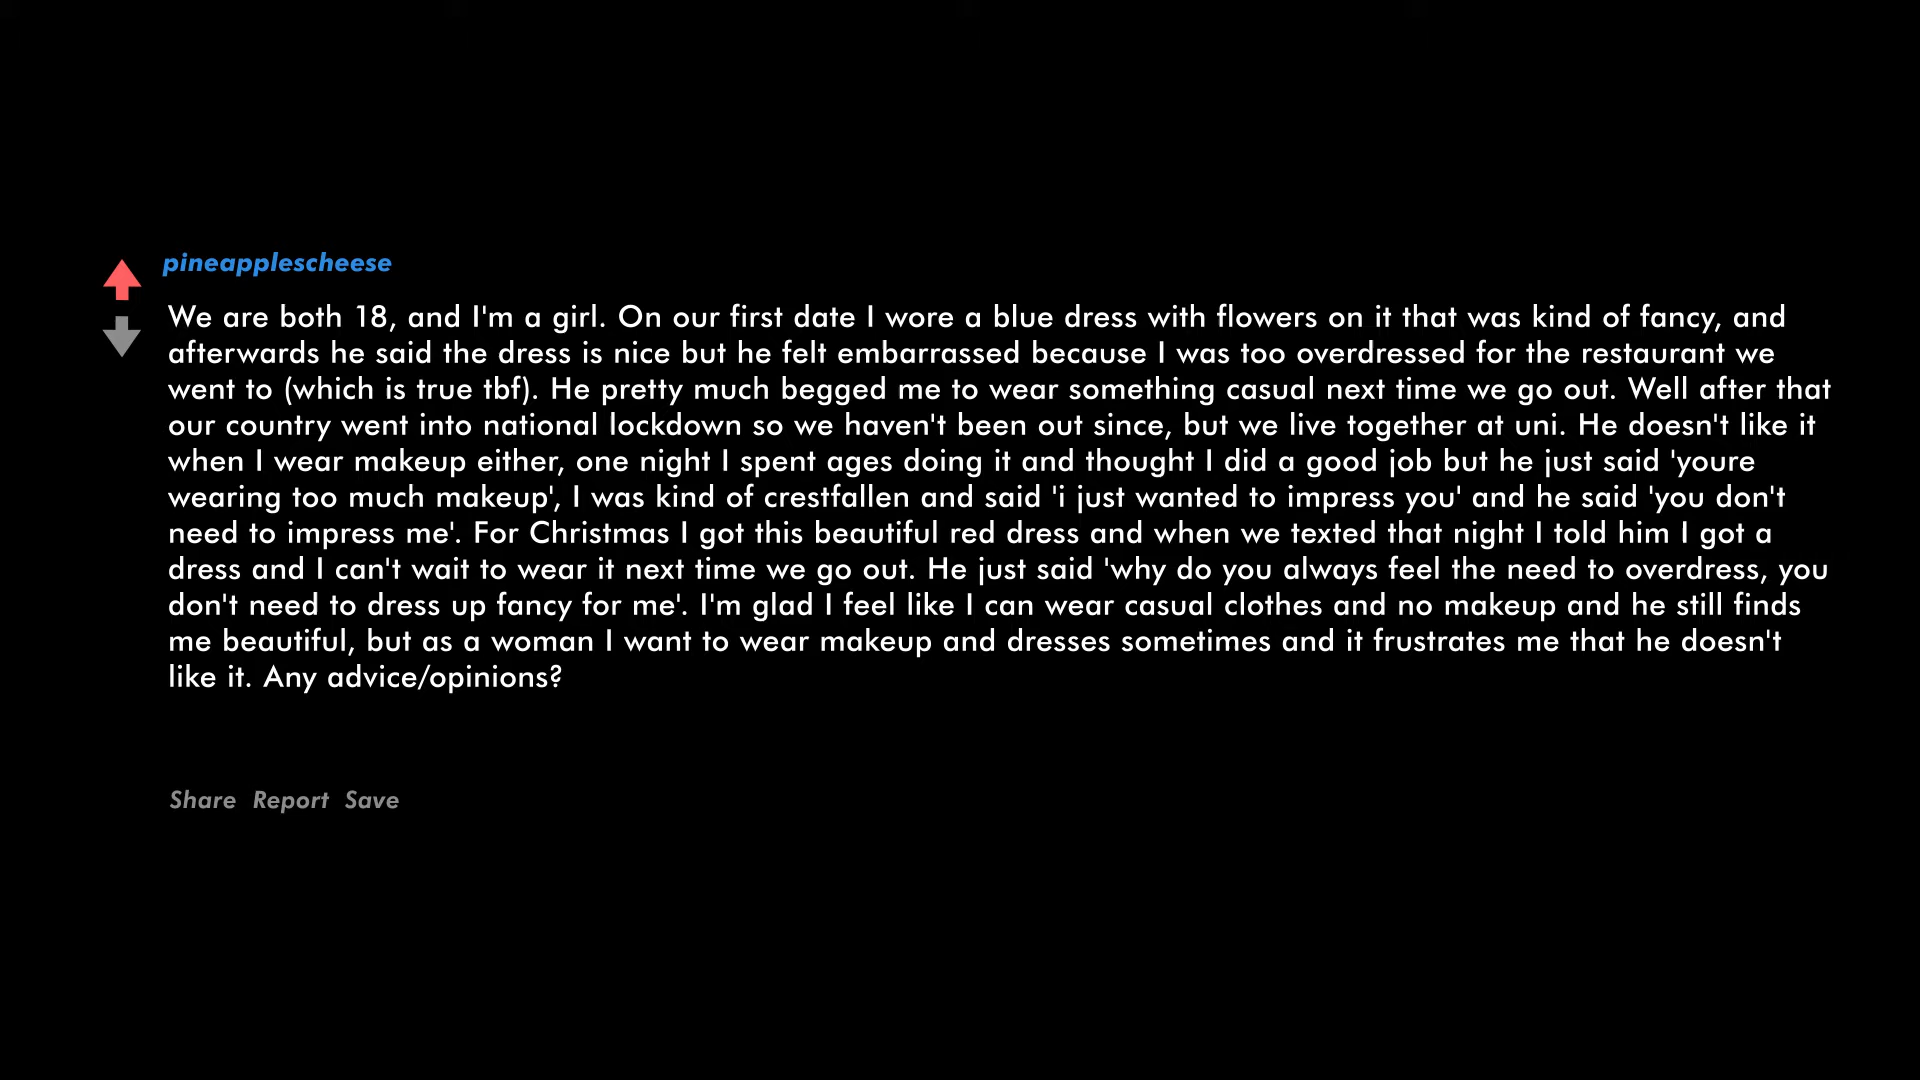 pineapplescheese
We are both 18, and I'm a girl. On our first date I wore a blue dress with flowers on it that was kind of fancy, and
afterwards he said the dress is nice but he felt embarrassed because I was too overdressed for the restaurant we
went to (which is true tbf). He pretty much begged me to wear something casual next time we go out. Well after that
our country went into national lockdown so we haven't been out since, but we live together at uni. He doesn't like it
when I wear makeup either, one night I spent ages doing it and thought I did a good job but he just said 'youre
wearing too much makeup', I was kind of crestfallen and said 'i just wanted to impress you' and he said 'you don't
need to impress me'. For Christmas I got this beautiful red dress and when we texted that night I told him I got a
dress and I can't wait to wear it next time we go out. He just said 'why do you always feel the need to overdress, you
don't need to dress up fancy for me'. I'm glad I feel like I can wear casual clothes and no makeup and he still finds
me beautiful, but as a woman I want to wear makeup and dresses sometimes and it frustrates me that he doesn't
like it. Any advice/opinions?
Share Report Save